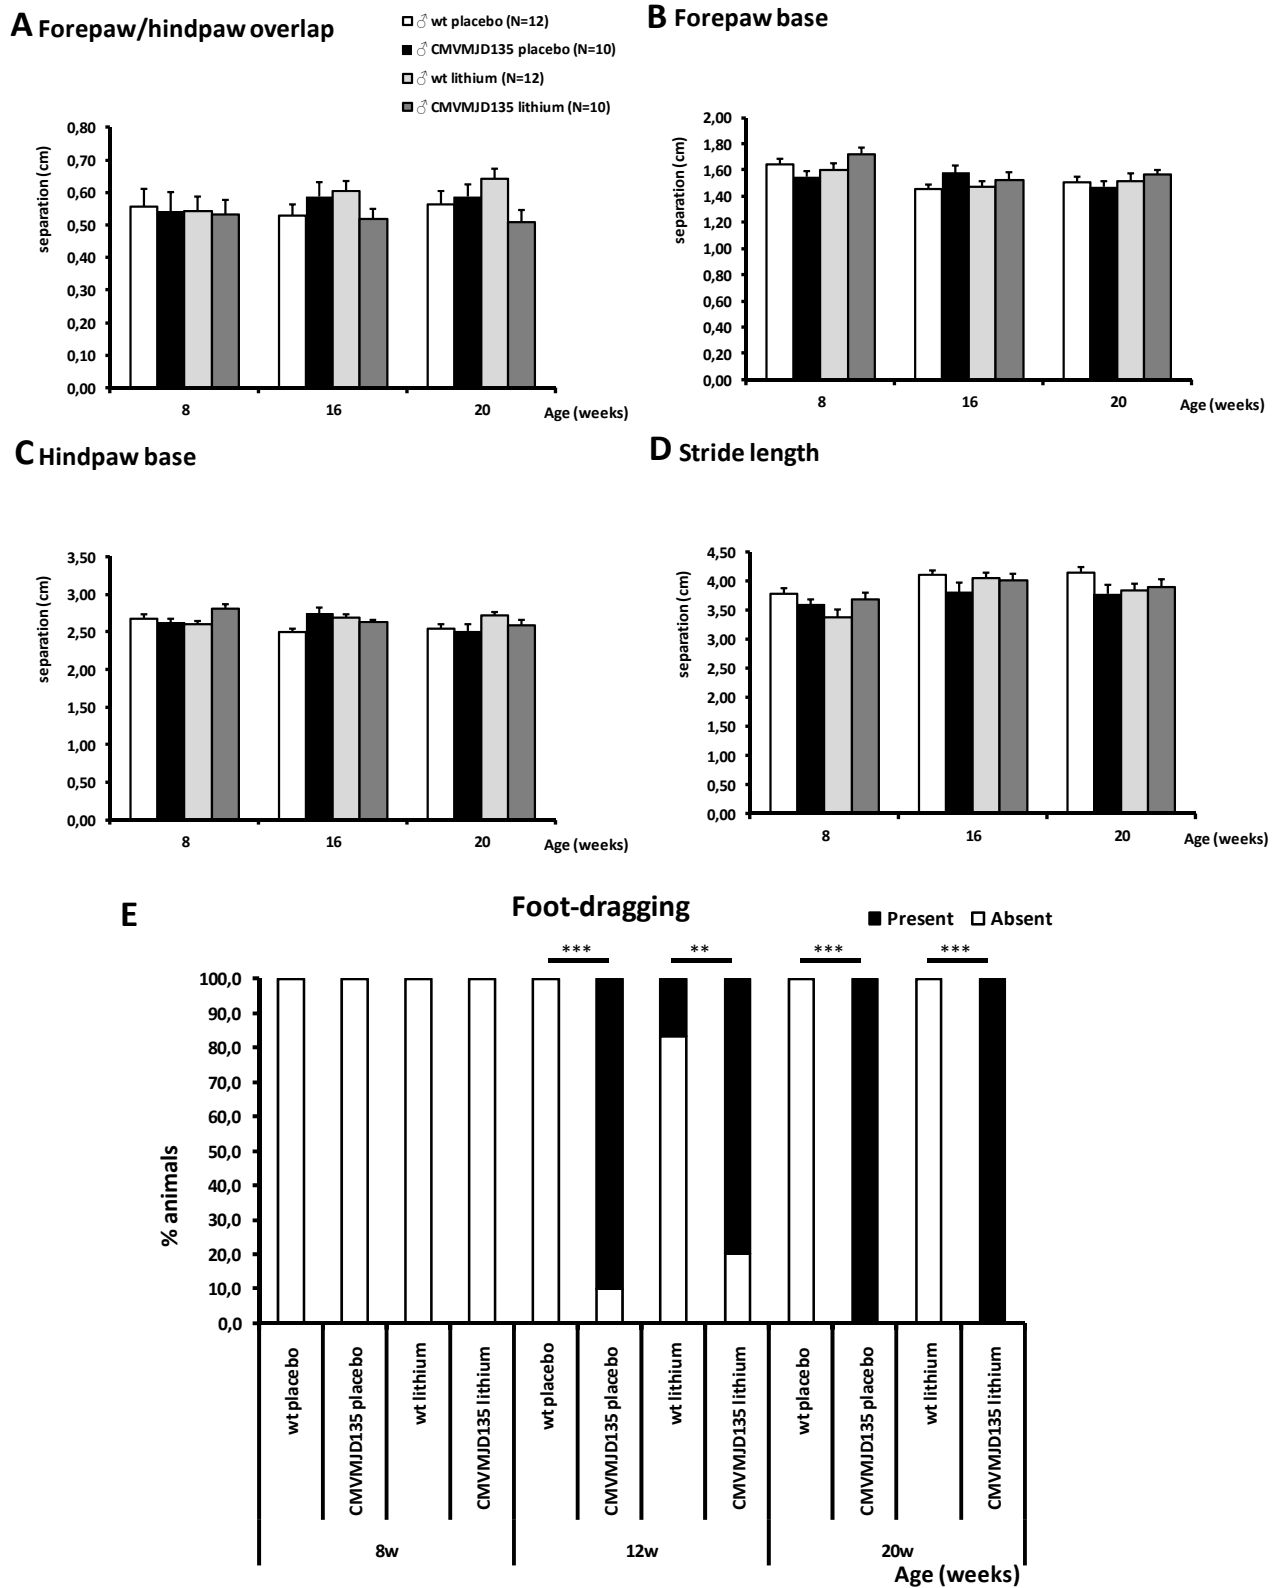 A Forepaw/hindpaw overlap
♂ wt placebo (N=12)
♂ CMVMJD135 placebo (N=10)
♂ wt lithium (N=12)
♂ CMVMJD135 lithium (N=10)
separation (cm)
0,80
0,70
0,60
0,50
0,40
0,30
0,20
0,10
0,00
8 16 20 Age (weeks)
B Forepaw base
separation (cm)
2,00
1,80
1,60
1,40
1,20
1,00
0,80
0,60
0,40
0,20
0,00
8 16 20 Age (weeks)
C Hindpaw base
separation (cm)
3,50
3,00
2,50
2,00
1,50
1,00
0,50
0,00
8 16 20 Age (weeks)
D Stride length
separation (cm)
4,50
4,00
3,50
3,00
2,50
2,00
1,50
1,00
0,50
0,00
8 16 20 Age (weeks)
E Foot-dragging
Present Absent
*** ** *** ***
% animals
100,0
90,0
80,0
70,0
60,0
50,0
40,0
30,0
20,0
10,0
0,0
wt placebo
CMVMJD135 placebo
wt lithium
CMVMJD135 lithium
wt placebo
CMVMJD135 placebo
wt lithium
CMVMJD135 lithium
wt placebo
CMVMJD135 placebo
wt lithium
CMVMJD135 lithium
8w 12w 20w
Age (weeks)